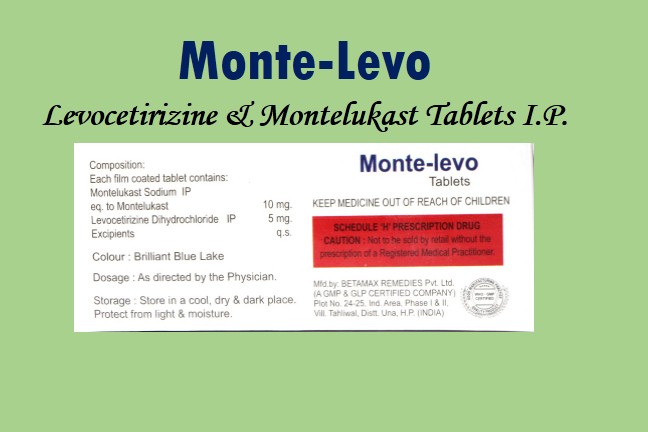 Monte-Levo
Levocetirizine & Montelukast Tablets I.P.
Composition:
Each film coated tablet contains:
Montelukast Sodium IP
eq. to Montelukast 10 mg.
Levocetirizine Dihydrochloride IP 5 mg.
Excipients q.s.
Colour : Brilliant Blue Lake
Dosage : As directed by the Physician.
Storage : Store in a cool, dry & dark place.
Protect from light & moisture.
Monte-levo
Tablets
KEEP MEDICINE OUT OF REACH OF CHILDREN
SCHEDULE 'H' PRESCRIPTION DRUG
CAUTION : Not to be sold by retail without the
prescription of a Registered Medical Practitioner.
Mfd.by: BETAMAX REMEDIES Pvt. Ltd.
(A GMP & GLP CERTIFIED COMPANY)
Plot No. 24-25, Ind. Area, Phase I & II,
Vill. Tahliwal, Distt. Una, H.P. (INDIA)